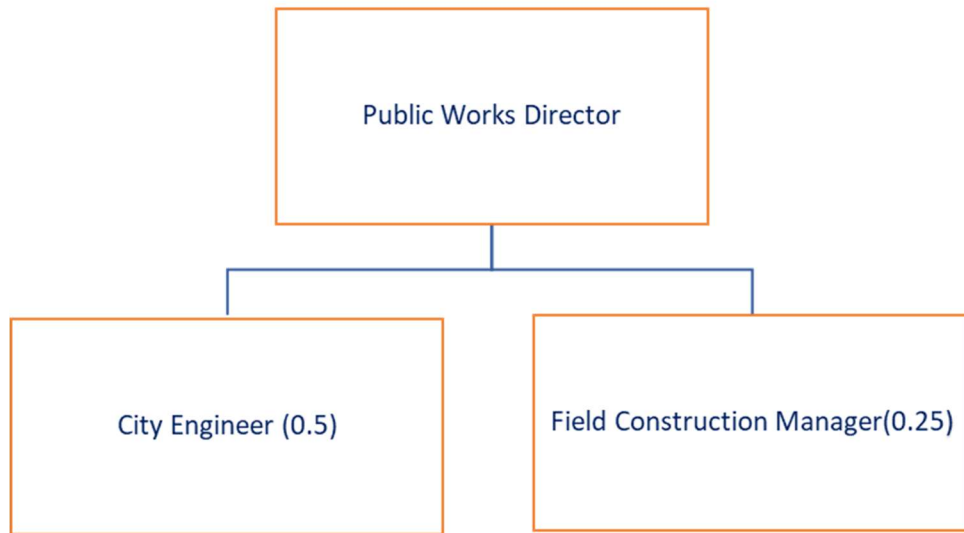 Public Works Director
City Engineer (0.5)
Field Construction Manager(0.25)